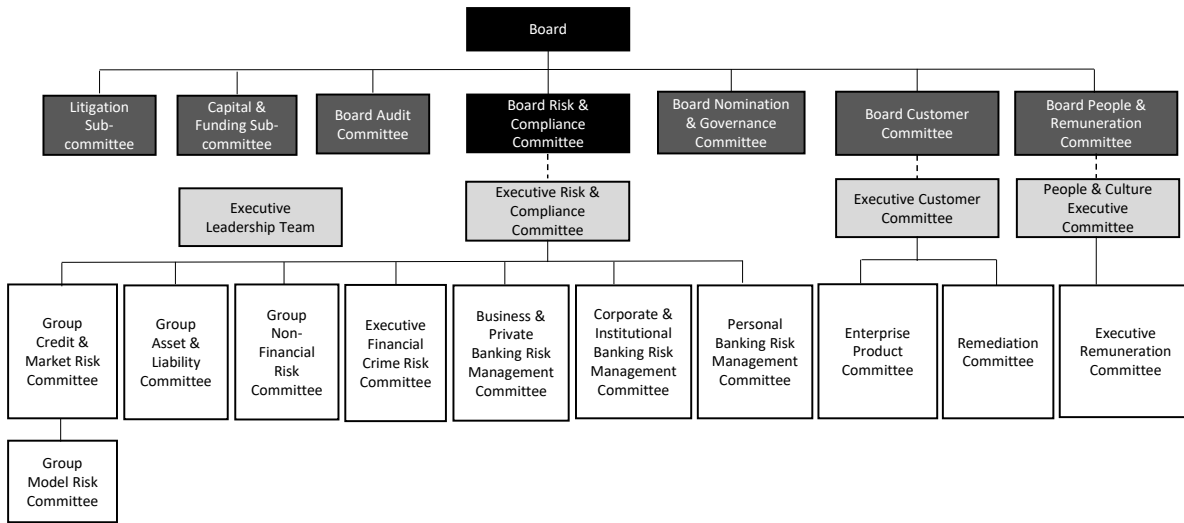 Board
Litigation
Sub-
committee
Capital &
Funding Sub-
committee
Board Audit
Committee
Board Risk &
Compliance
Committee
Board Nomination
& Governance
Committee
Board Customer
Committee
Board People &
Remuneration
Committee
Executive
Leadership Team
Executive Risk &
Compliance
Committee
Executive Customer
Committee
People & Culture
Executive
Committee
Group
Credit &
Market Risk
Committee
Group
Asset &
Liability
Committee
Group
Non-
Financial
Risk
Committee
Executive
Financial
Crime Risk
Committee
Business &
Private
Banking Risk
Management
Committee
Corporate &
Institutional
Banking Risk
Management
Committee
Personal
Banking Risk
Management
Committee
Enterprise
Product
Committee
Remediation
Committee
Executive
Remuneration
Committee
Group
Model Risk
Committee